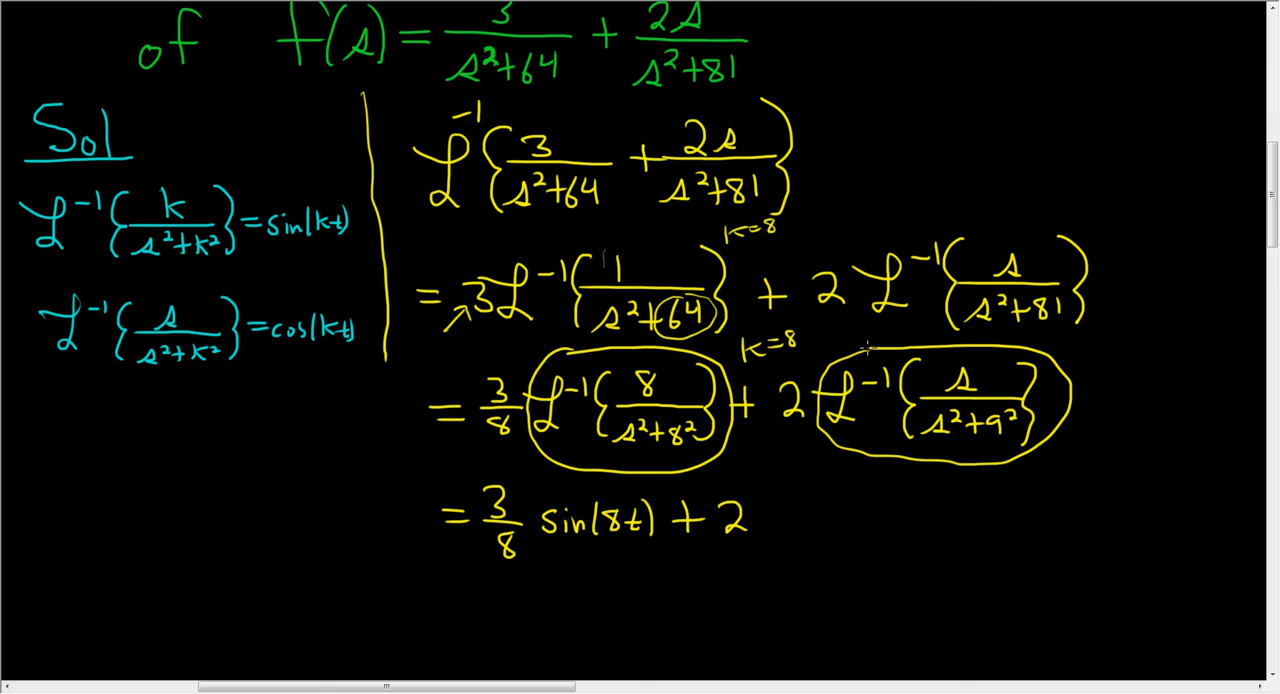 of F(s) = 3/(s²+64) + 2s/(s²+81)
Sol
ℒ⁻¹{k/(s²+k²)} = sin(kt)
ℒ⁻¹{s/(s²+k²)} = cos(kt)
ℒ⁻¹{3/(s²+64) + 2s/(s²+81)}
k=8
= 3ℒ⁻¹{1/(s²+64)} + 2ℒ⁻¹{s/(s²+81)}
k=8
= 3/8 ℒ⁻¹{8/(s²+8²)} + 2ℒ⁻¹{s/(s²+9²)}
= 3/8 sin(8t) + 2